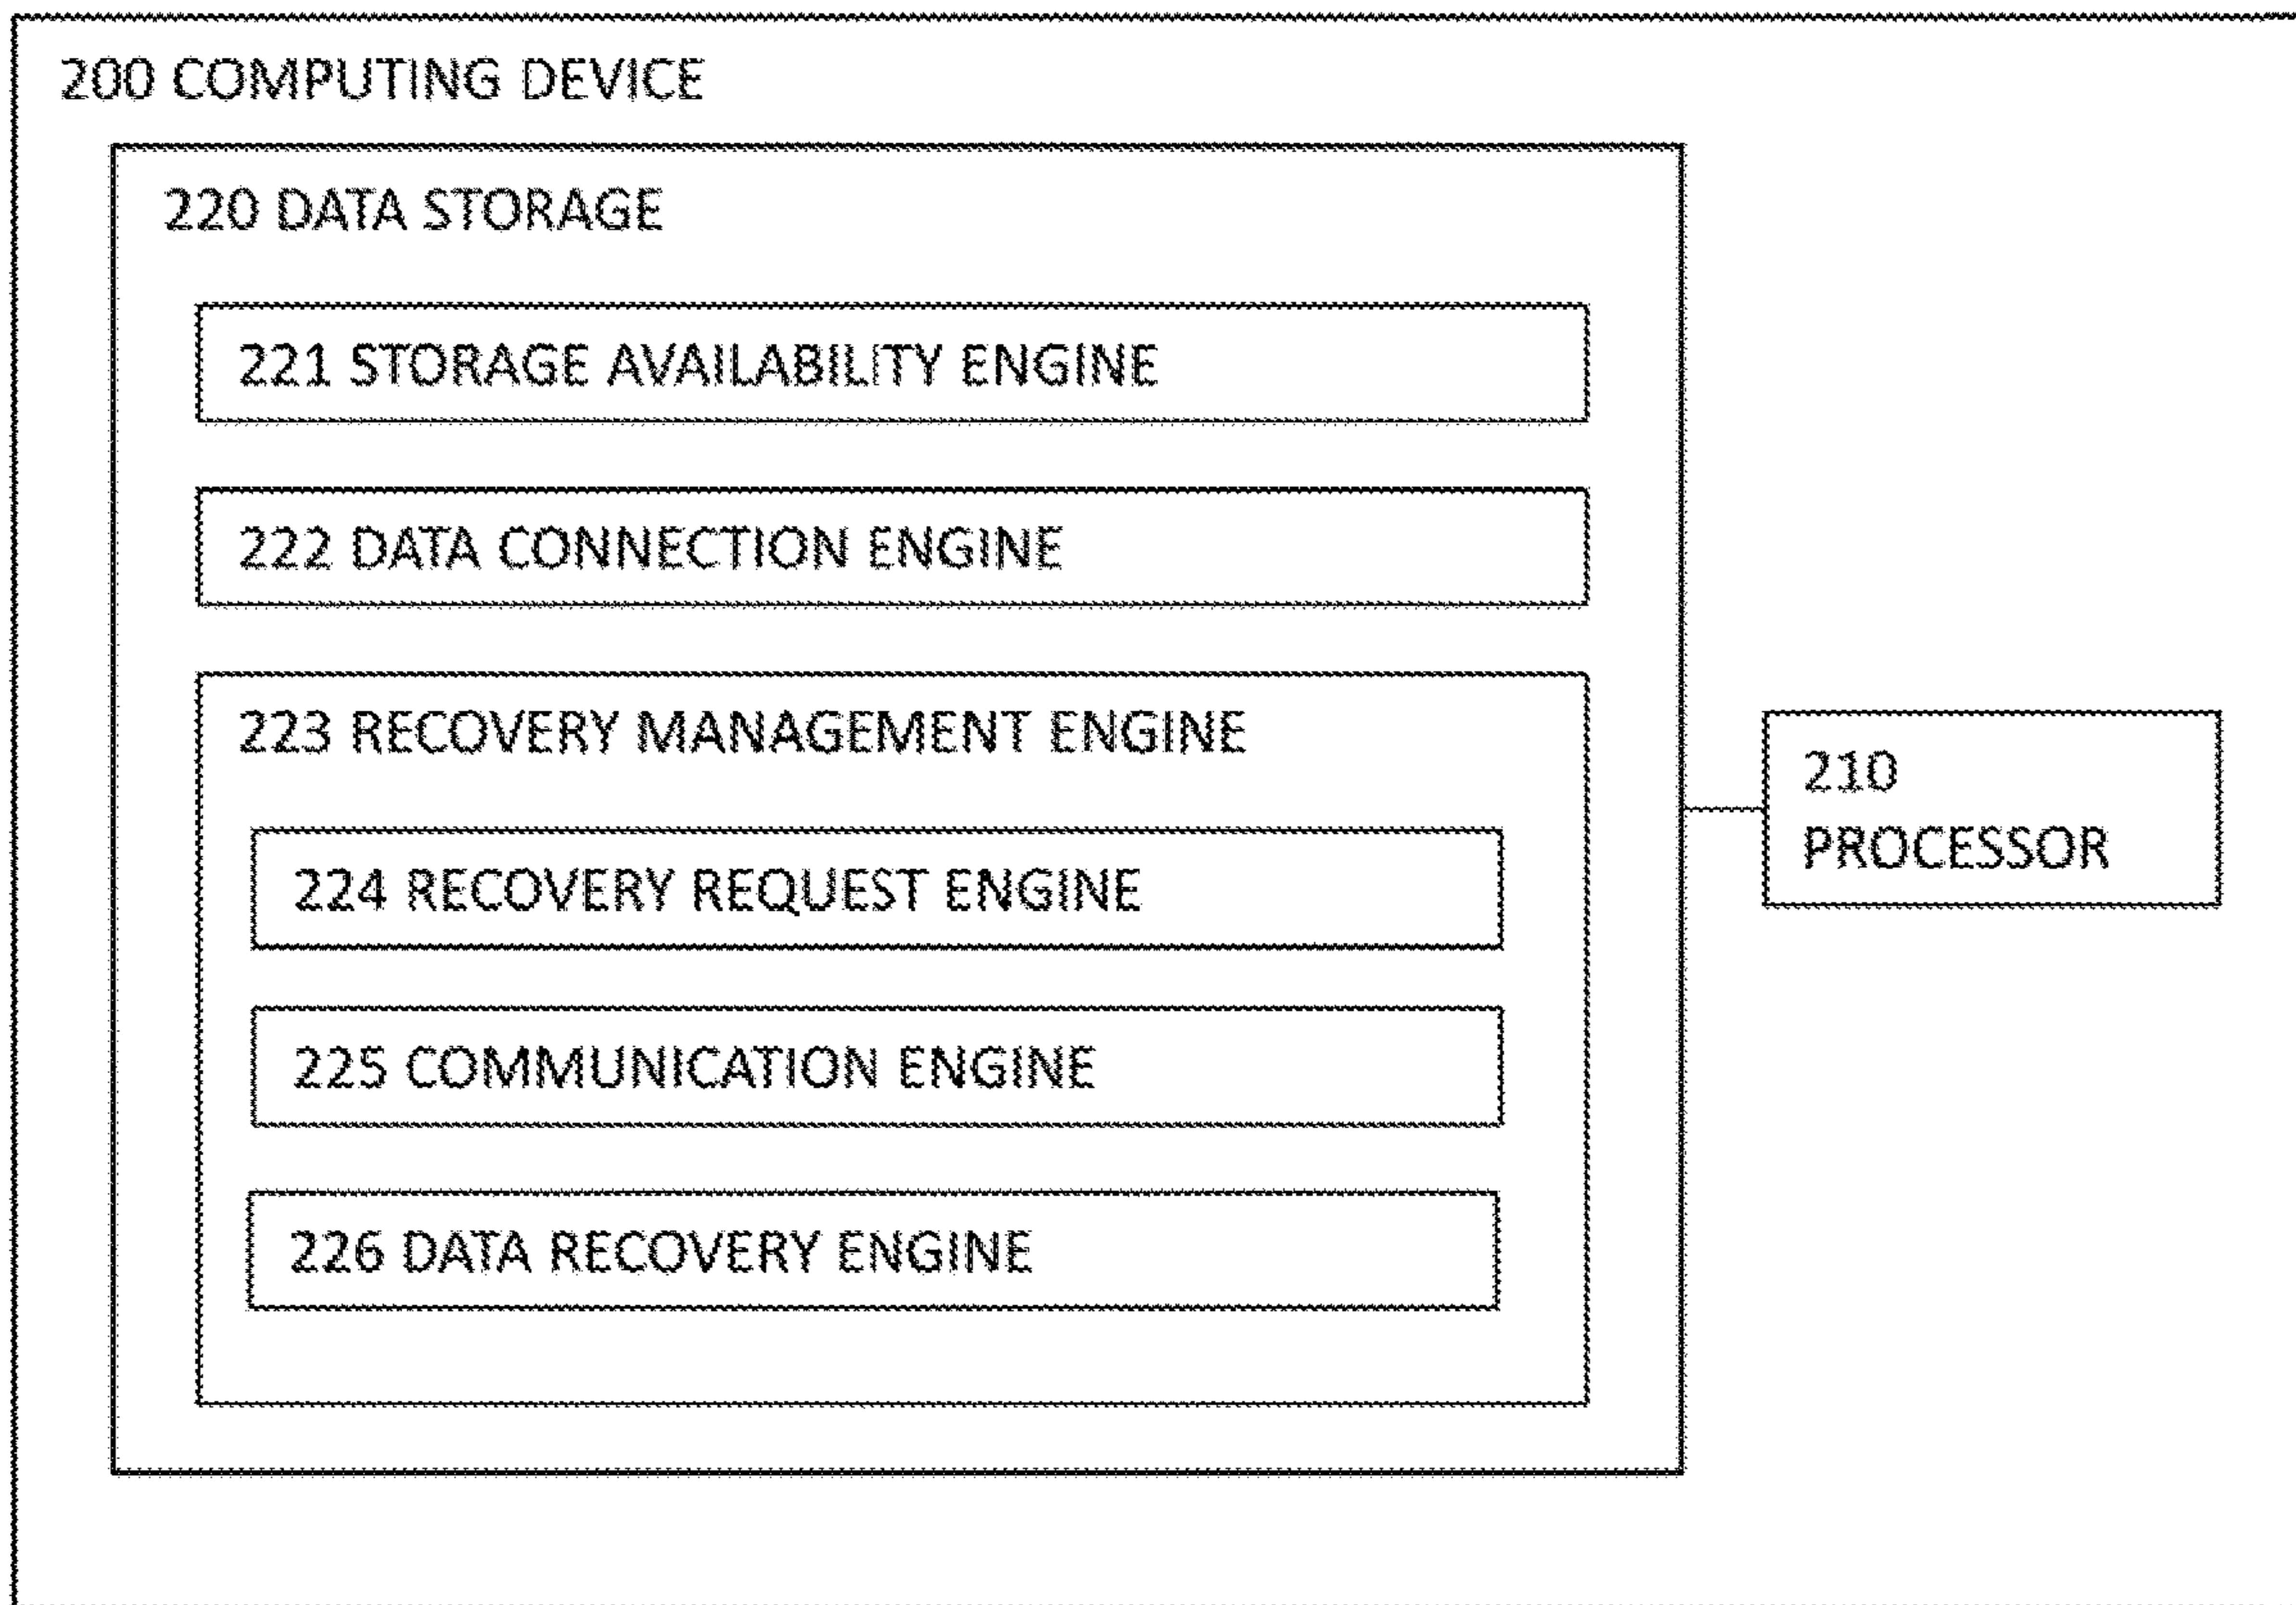 200 COMPUTING DEVICE
220 DATA STORAGE
221 STORAGE AVAILABILITY ENGINE
222 DATA CONNECTION ENGINE
223 RECOVERY MANAGEMENT ENGINE
224 RECOVERY REQUEST ENGINE
225 COMMUNICATION ENGINE
226 DATA RECOVERY ENGINE
210
PROCESSOR